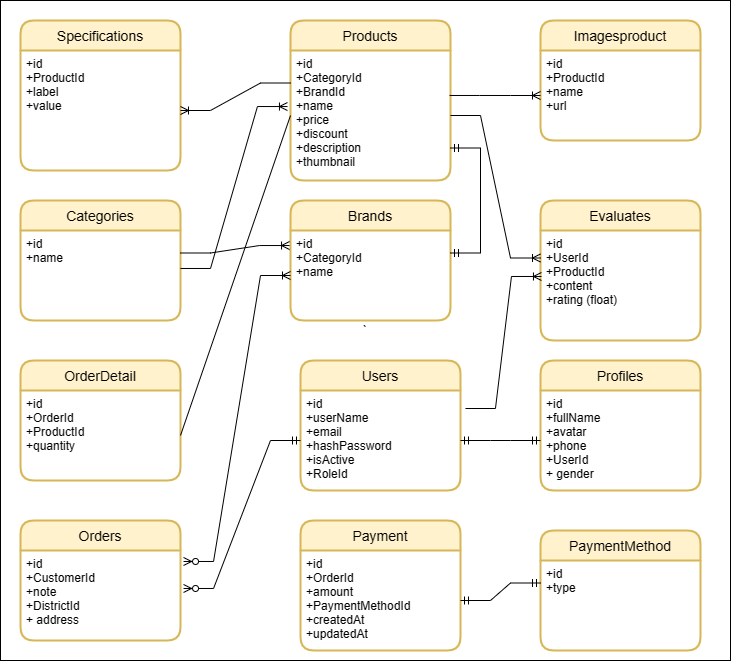 Specifications
+id
+ProductId
+label
+value
Products
+id
+CategoryId
+BrandId
+name
+price
+discount
+description
+thumbnail
Imagesproduct
+id
+ProductId
+name
+url
Categories
+id
+name
Brands
+id
+CategoryId
+name
Evaluates
+id
+UserId
+ProductId
+content
+rating (float)
`
OrderDetail
+id
+OrderId
+ProductId
+quantity
Users
+id
+userName
+email
+hashPassword
+isActive
+RoleId
Profiles
+id
+fullName
+avatar
+phone
+UserId
+ gender
Orders
+id
+CustomerId
+note
+DistrictId
+ address
Payment
+id
+OrderId
+amount
+PaymentMethodId
+createdAt
+updatedAt
PaymentMethod
+id
+type